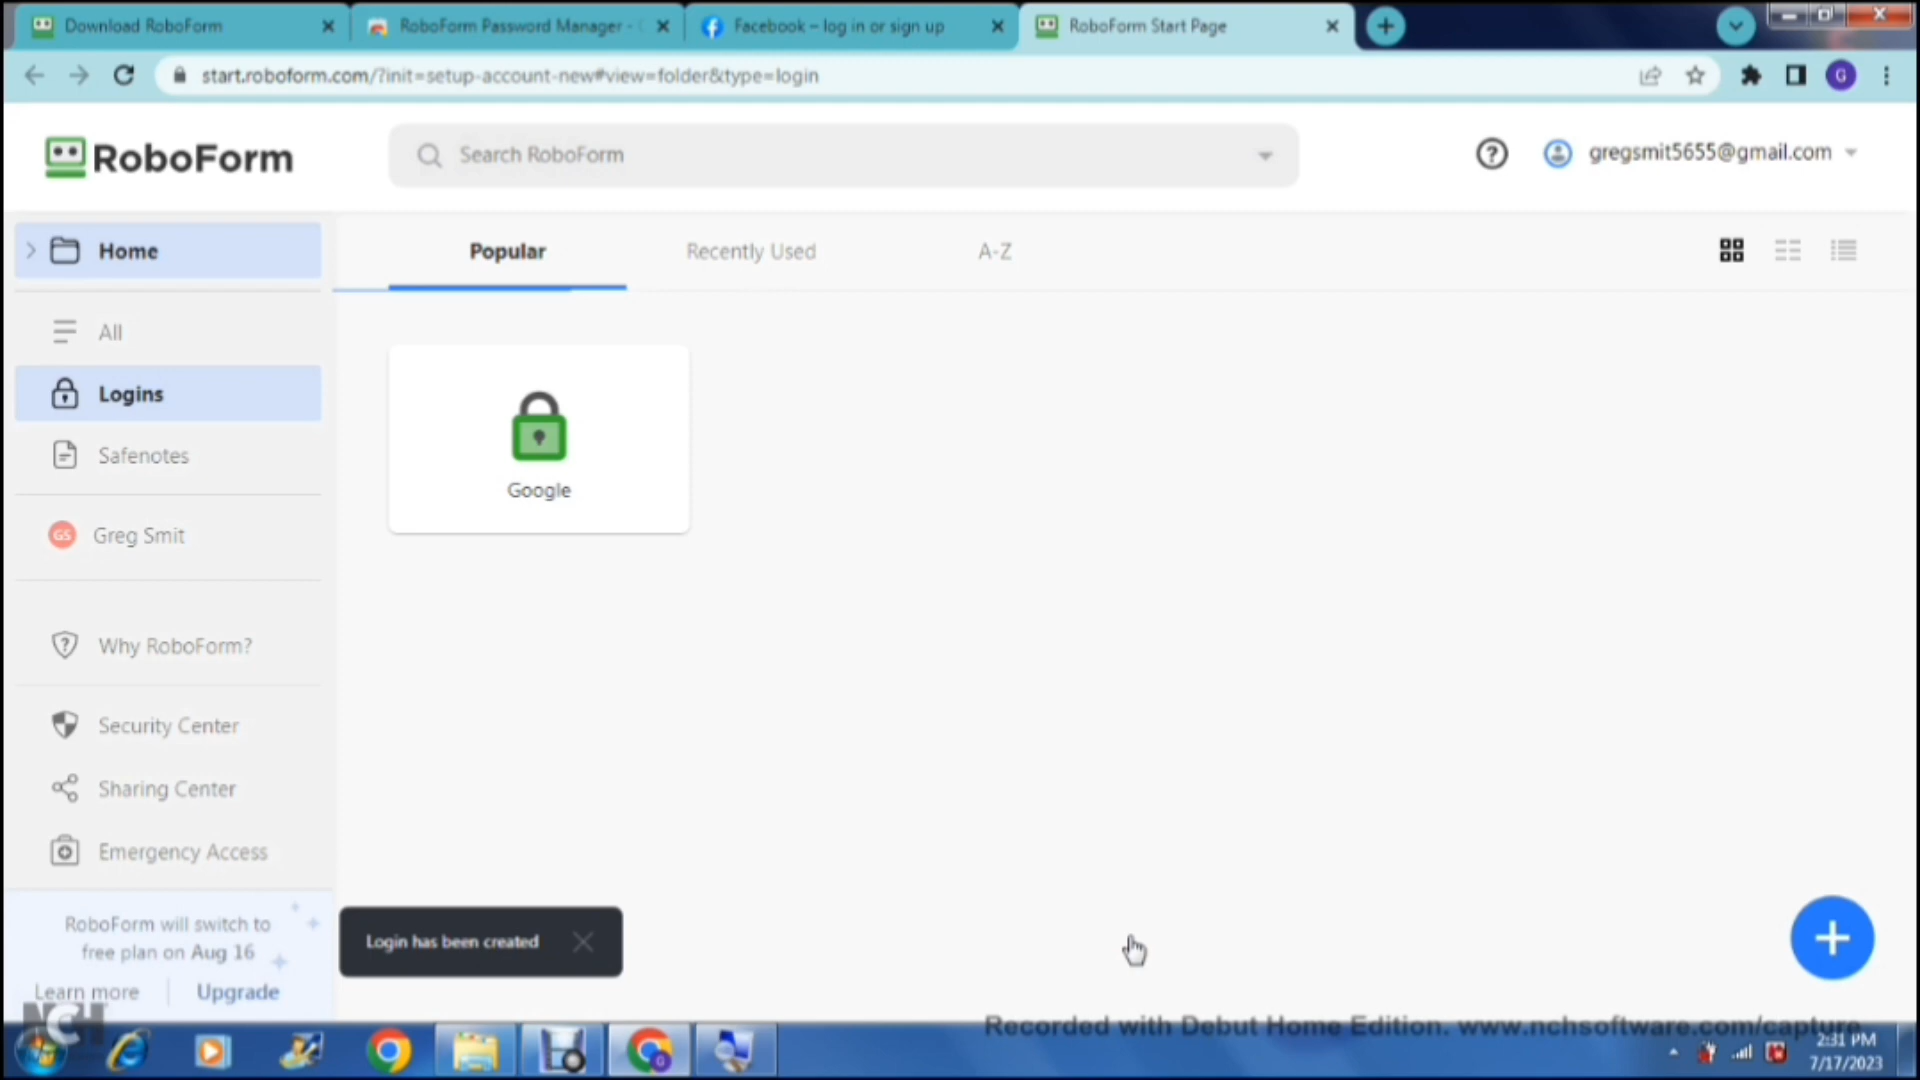 Download RoboForm
RoboForm Password Manager -
Facebook – log in or sign up
RoboForm Start Page
start.roboform.com/?init=setup-account-new#view=folder&type=login
G
RoboForm
Search RoboForm
gregsmit5655@gmail.com
Home
Popular
Recently Used
A-Z
All
Logins
Safenotes
Google
GS Greg Smit
Why RoboForm?
Security Center
Sharing Center
Emergency Access
RoboForm will switch to
free plan on Aug 16
Learn more
Upgrade
Login has been created
NCH
Recorded with Debut Home Edition. www.nchsoftware.com/capture
2:31 PM
7/17/2023